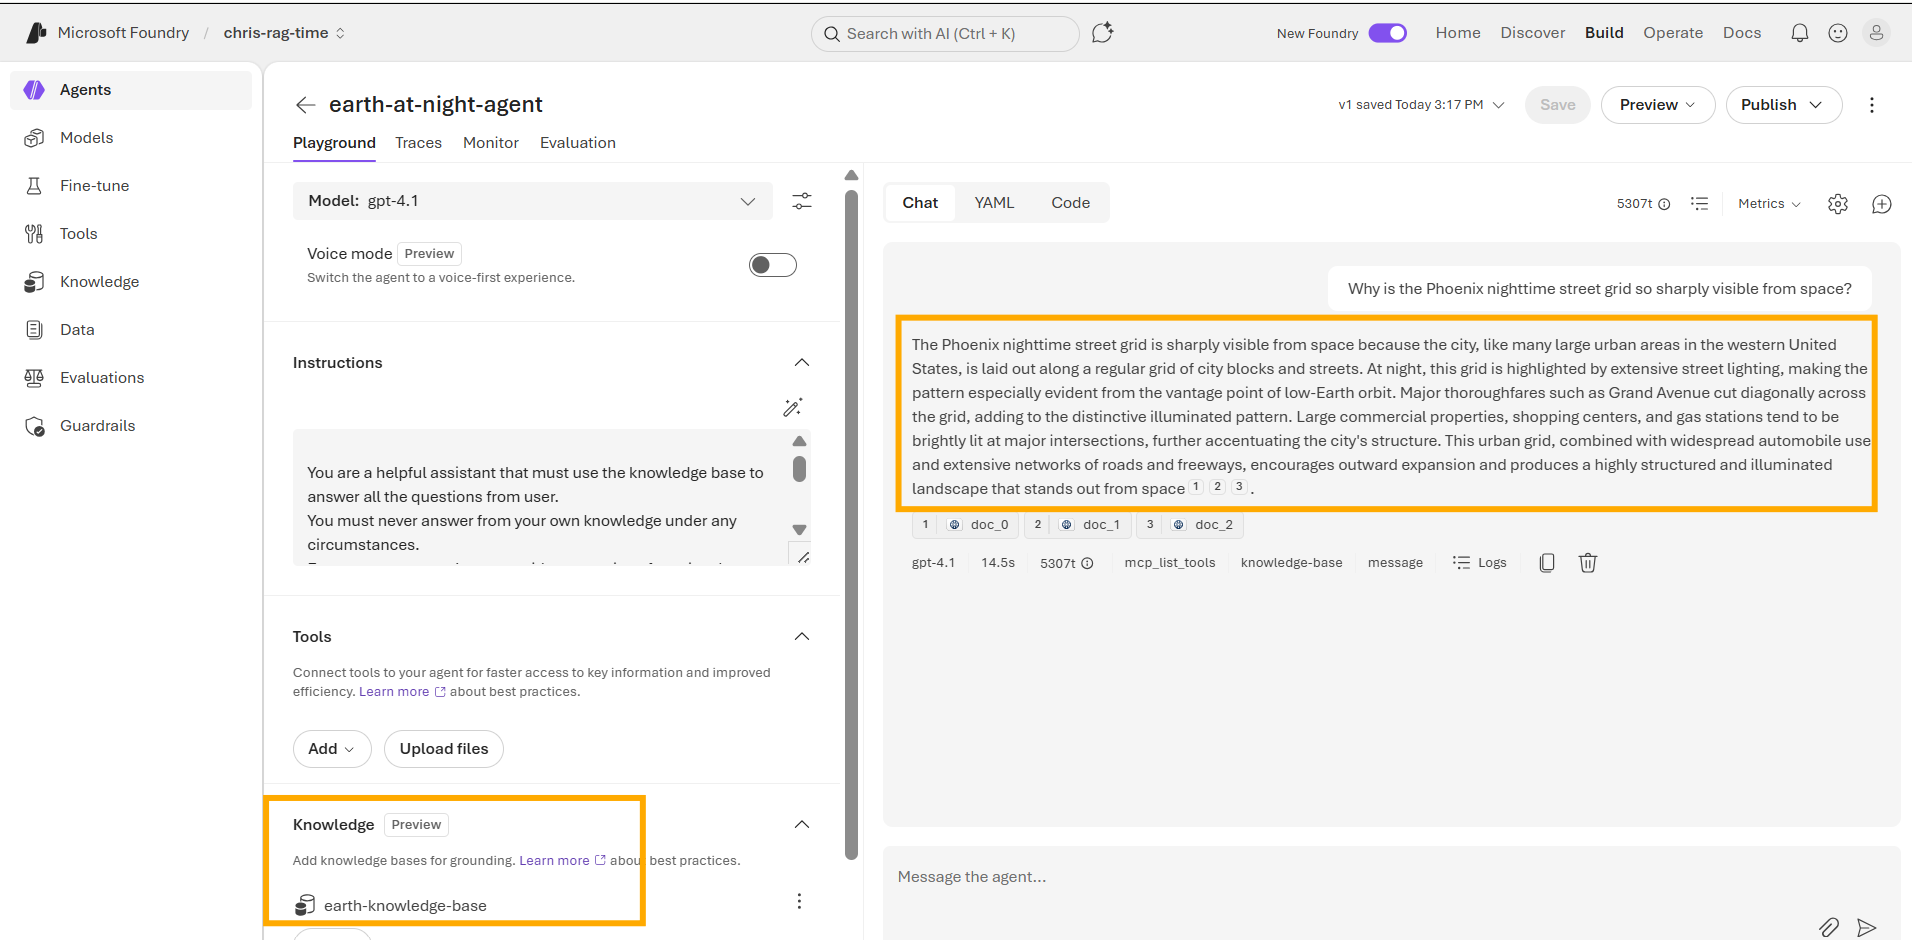 Microsoft Foundry / chris-rag-time
Search with AI (Ctrl + K)
New Foundry
Home Discover Build Operate Docs
Agents
Models
Fine-tune
Tools
Knowledge
Data
Evaluations
Guardrails
earth-at-night-agent
v1 saved Today 3:17 PM
Save
Preview
Publish
Playground Traces Monitor Evaluation
Model: gpt-4.1
Voice mode Preview
Switch the agent to a voice-first experience.
Instructions
You are a helpful assistant that must use the knowledge base to
answer all the questions from user.
You must never answer from your own knowledge under any
circumstances.
Tools
Connect tools to your agent for faster access to key information and improved
efficiency. Learn more about best practices.
Add
Upload files
Knowledge Preview
Add knowledge bases for grounding. Learn more about best practices.
earth-knowledge-base
Chat YAML Code
5307t
Metrics
Why is the Phoenix nighttime street grid so sharply visible from space?
The Phoenix nighttime street grid is sharply visible from space because the city, like many large urban areas in the western United
States, is laid out along a regular grid of city blocks and streets. At night, this grid is highlighted by extensive street lighting, making the
pattern especially evident from the vantage point of low-Earth orbit. Major thoroughfares such as Grand Avenue cut diagonally across
the grid, adding to the distinctive illuminated pattern. Large commercial properties, shopping centers, and gas stations tend to be
brightly lit at major intersections, further accentuating the city's structure. This urban grid, combined with widespread automobile use
and extensive networks of roads and freeways, encourages outward expansion and produces a highly structured and illuminated
landscape that stands out from space 1 2 3 .
1 doc_0 2 doc_1 3 doc_2
gpt-4.1 14.5s 5307t mcp_list_tools knowledge-base message Logs
Message the agent...